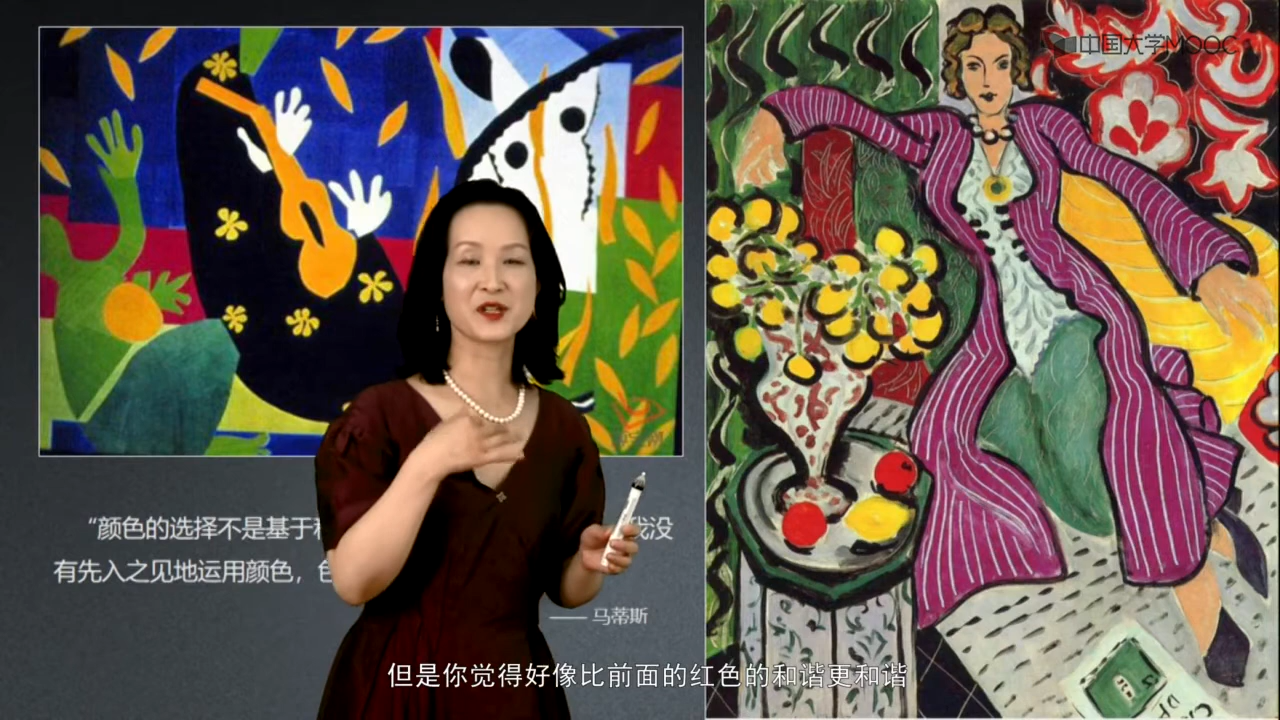 中国大学MOOC
“颜色的选择不是基于
我没
有先入之见地运用颜色，
—— 马蒂斯
但是你觉得好像比前面的红色的和谐更和谐